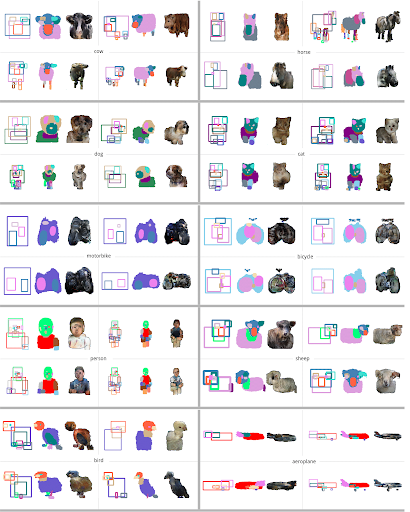 cow
horse
dog
cat
motorbike
bicycle
person
sheep
bird
aeroplane